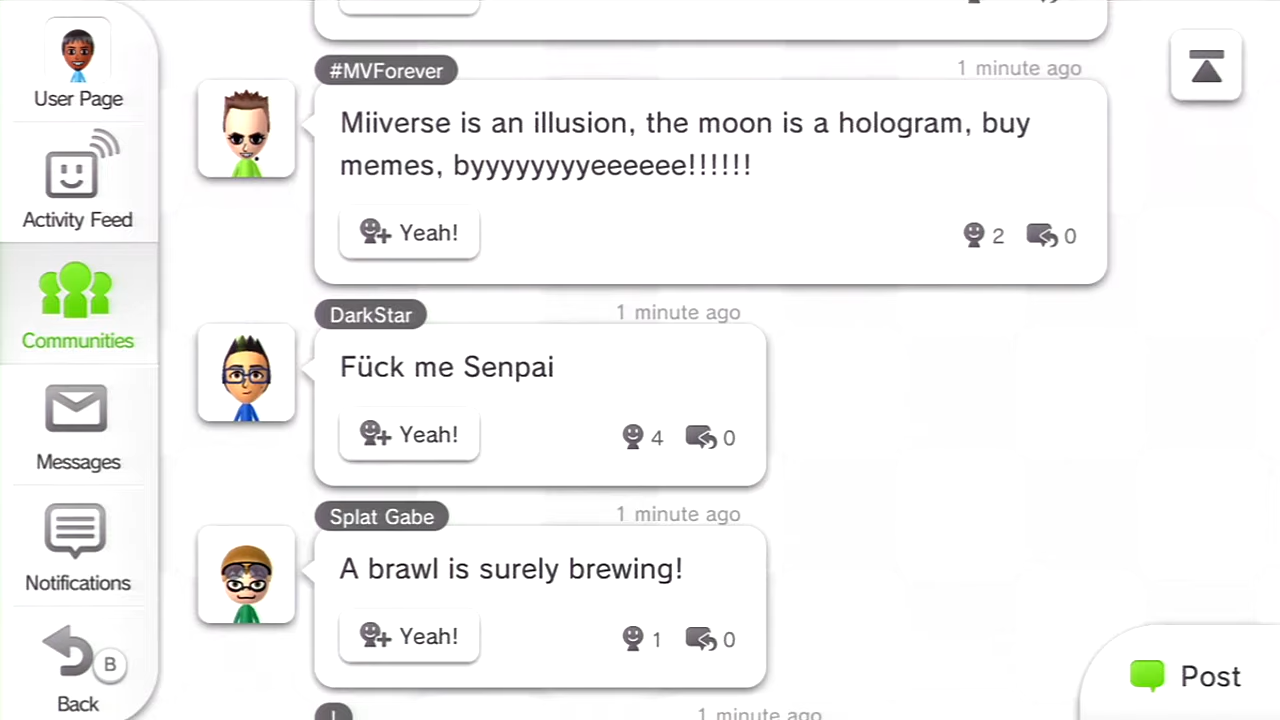 User Page
Activity Feed
Communities
Messages
Notifications
B
Back
#MVForever
1 minute ago
Miiverse is an illusion, the moon is a hologram, buy
memes, byyyyyyyyeeeeee!!!!!!
Yeah!
2
0
DarkStar
1 minute ago
Fück me Senpai
Yeah!
4
0
Splat Gabe
1 minute ago
A brawl is surely brewing!
Yeah!
1
0
1 minute ago
Post